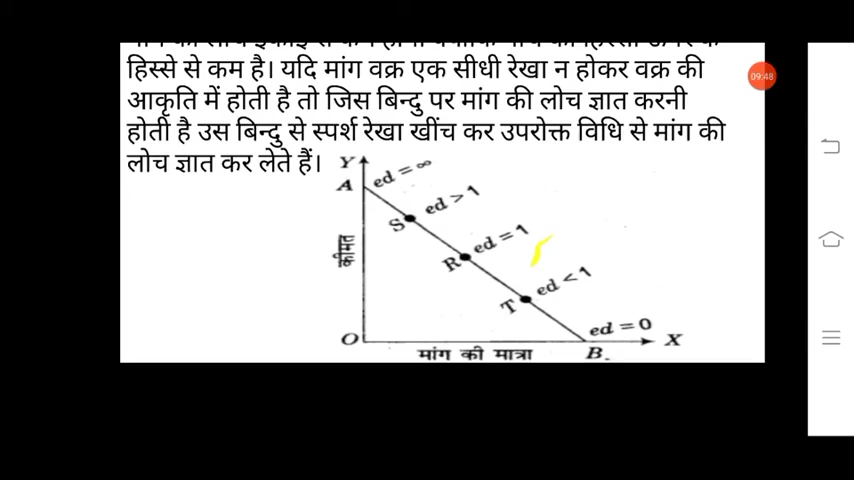 हिस्से से कम है। यदि मांग वक्र एक सीधी रेखा न होकर वक्र की
आकृति में होती है तो जिस बिन्दु पर मांग की लोच ज्ञात करनी
होती है उस बिन्दु से स्पर्श रेखा खींच कर उपरोक्त विधि से मांग की
लोच ज्ञात कर लेते हैं।
09:48
Y
A ed = ∞
S ed > 1
R ed = 1
कीमत
T ed < 1
ed = 0
O X
मांग की मात्रा B.